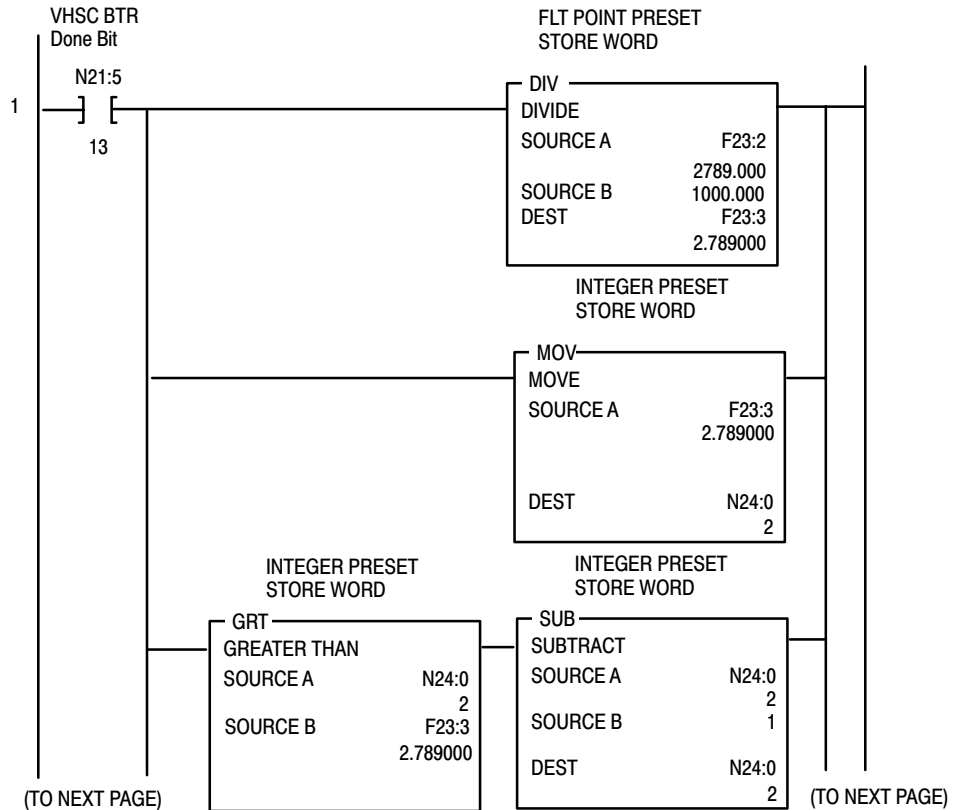 VHSC BTR
Done Bit
FLT POINT PRESET
STORE WORD
N21:5
1
13
DIV
DIVIDE
SOURCE A F23:2
2789.000
SOURCE B 1000.000
DEST F23:3
2.789000
INTEGER PRESET
STORE WORD
MOV
MOVE
SOURCE A F23:3
2.789000
DEST N24:0
2
INTEGER PRESET
STORE WORD
GRT
GREATER THAN
SOURCE A N24:0
2
SOURCE B F23:3
2.789000
INTEGER PRESET
STORE WORD
SUB
SUBTRACT
SOURCE A N24:0
2
SOURCE B 1
DEST N24:0
2
(TO NEXT PAGE)
(TO NEXT PAGE)